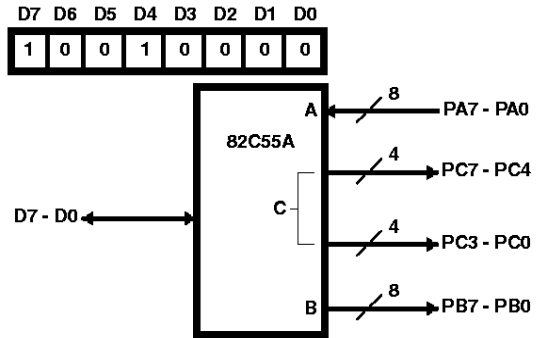 D7 D6 D5 D4 D3 D2 D1 D0
1 0 0 1 0 0 0 0
A 8 PA7 - PA0
82C55A
4 PC7 - PC4
C
D7 - D0
4 PC3 - PC0
B 8 PB7 - PB0